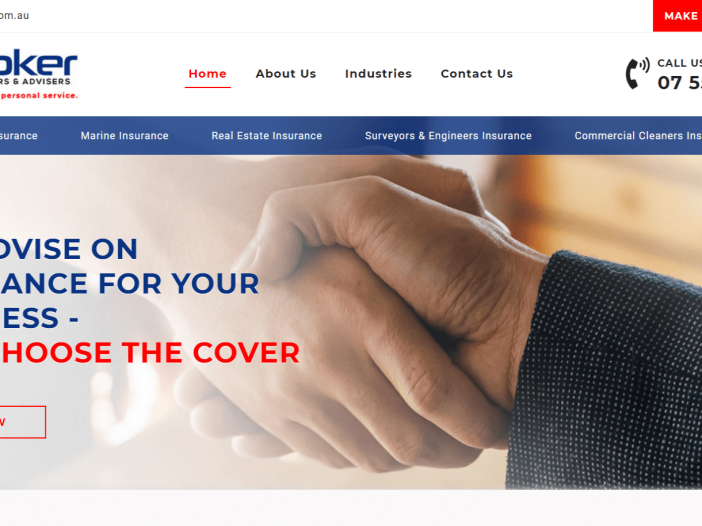 om.au
MAKE
oker
RS & ADVISERS
personal service.
Home About Us Industries Contact Us
CALL US
07 5
surance Marine Insurance Real Estate Insurance Surveyors & Engineers Insurance Commercial Cleaners Ins
DVISE ON
ANCE FOR YOUR
ESS -
HOOSE THE COVER
W